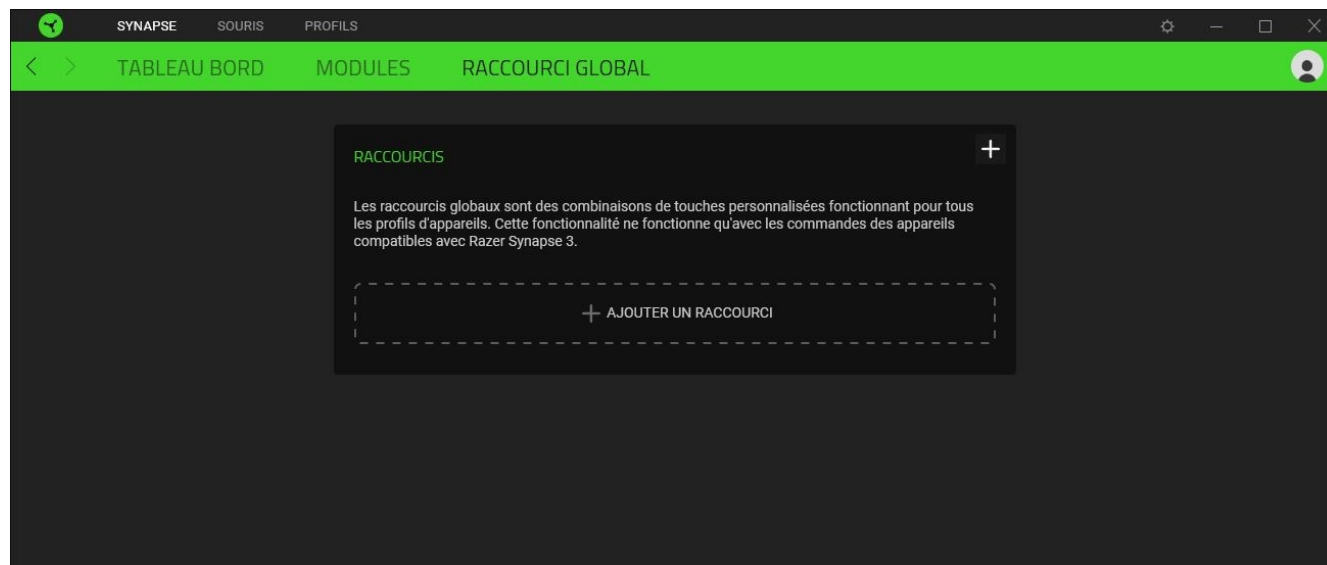 SYNAPSE SOURIS PROFILS
TABLEAU BORD MODULES RACCOURCI GLOBAL
RACCOURCIS
Les raccourcis globaux sont des combinaisons de touches personnalisées fonctionnant pour tous
les profils d'appareils. Cette fonctionnalité ne fonctionne qu'avec les commandes des appareils
compatibles avec Razer Synapse 3.
AJOUTER UN RACCOURCI